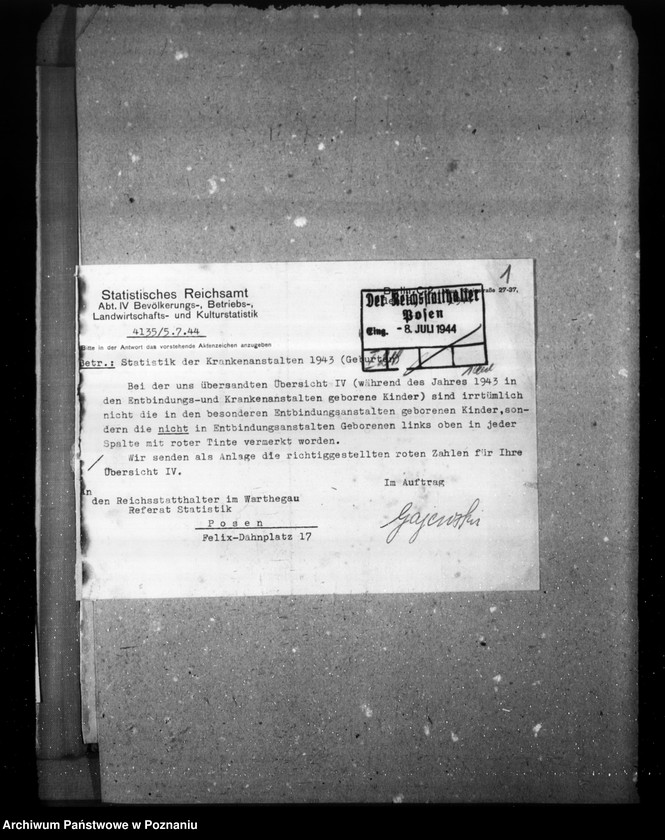 1
Statistisches Reichsamt
Abt. IV Bevölkerungs-, Betriebs-,
Landwirtschafts- und Kulturstatistik
4135/5.7.44
Bitte in der Antwort das vorstehende Aktenzeichen anzugeben
Berlin
27-27,
Der Reichsstatthalter
Posen
Eing. - 8. JULI 1944
Betr.: Statistik der Krankenanstalten 1943 (Geburten)
Bei der uns übersandten Übersicht IV (während des Jahres 1943 in
den Entbindungs-und Krankenanstalten geborene Kinder) sind irrtümlich
nicht die in den besonderen Entbindungsanstalten geborenen Kinder,son-
dern die nicht in Entbindungsanstalten Geborenen links oben in jeder
Spalte mit roter Tinte vermerkt worden.
Wir senden als Anlage die richtiggestellten roten Zahlen für Ihre
Übersicht IV.
Im Auftrag
Gajewski
An
den Reichsstatthalter im Warthegau
Referat Statistik
Posen
Felix-Dahnplatz 17
Archiwum Państwowe w Poznaniu